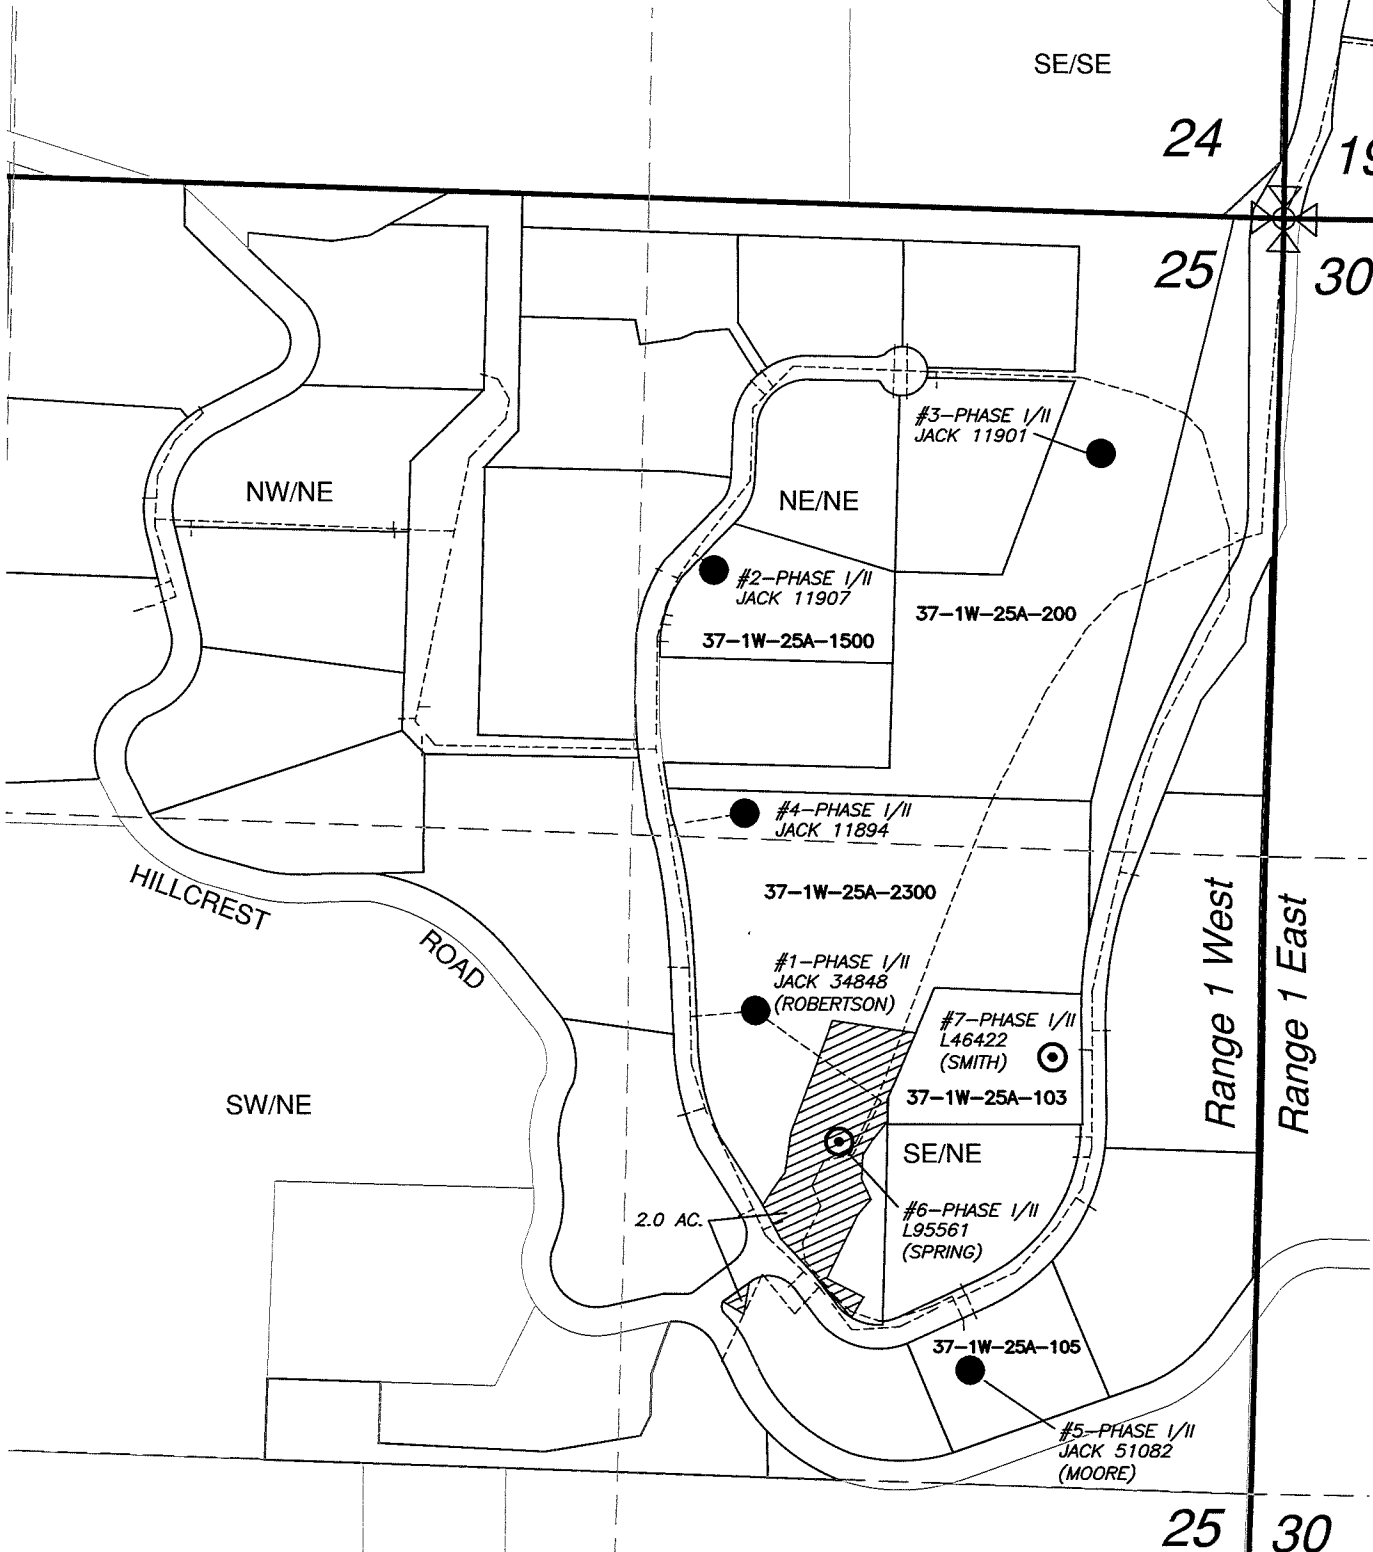 SE/SE
24
19
25
30
#3-PHASE I/II
JACK 11901
NW/NE
NE/NE
#2-PHASE I/II
JACK 11907
37-1W-25A-200
37-1W-25A-1500
#4-PHASE I/II
JACK 11894
HILLCREST
ROAD
37-1W-25A-2300
Range 1 West
Range 1 East
#1-PHASE I/II
JACK 34848
(ROBERTSON)
#7-PHASE I/II
L46422
(SMITH)
37-1W-25A-103
SW/NE
SE/NE
2.0 AC.
#6-PHASE I/II
L95561
(SPRING)
37-1W-25A-105
#5-PHASE I/II
JACK 51082
(MOORE)
25
30